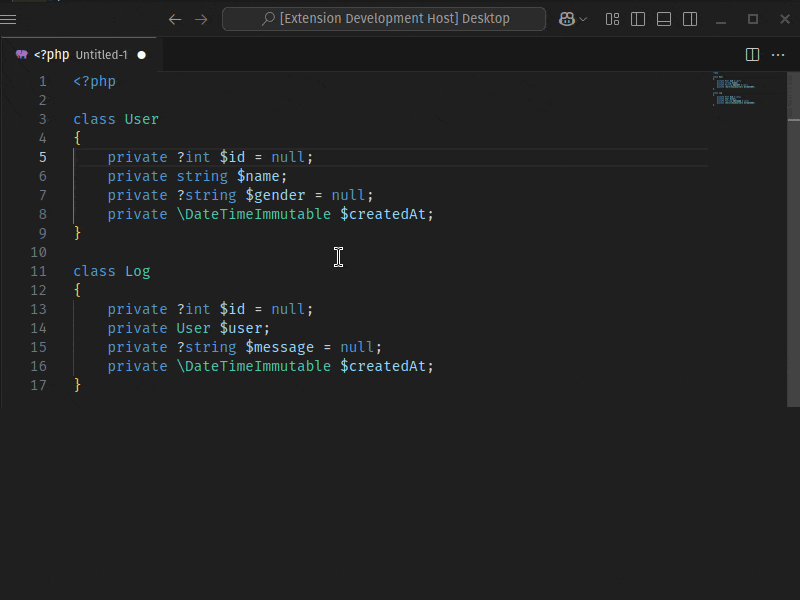 [Extension Development Host] Desktop
<?php Untitled-1
1 <?php
2
3 class User
4 {
5     private ?int $id = null;
6     private string $name;
7     private ?string $gender = null;
8     private \DateTimeImmutable $createdAt;
9 }
10
11 class Log
12 {
13     private ?int $id = null;
14     private User $user;
15     private ?string $message = null;
16     private \DateTimeImmutable $createdAt;
17 }